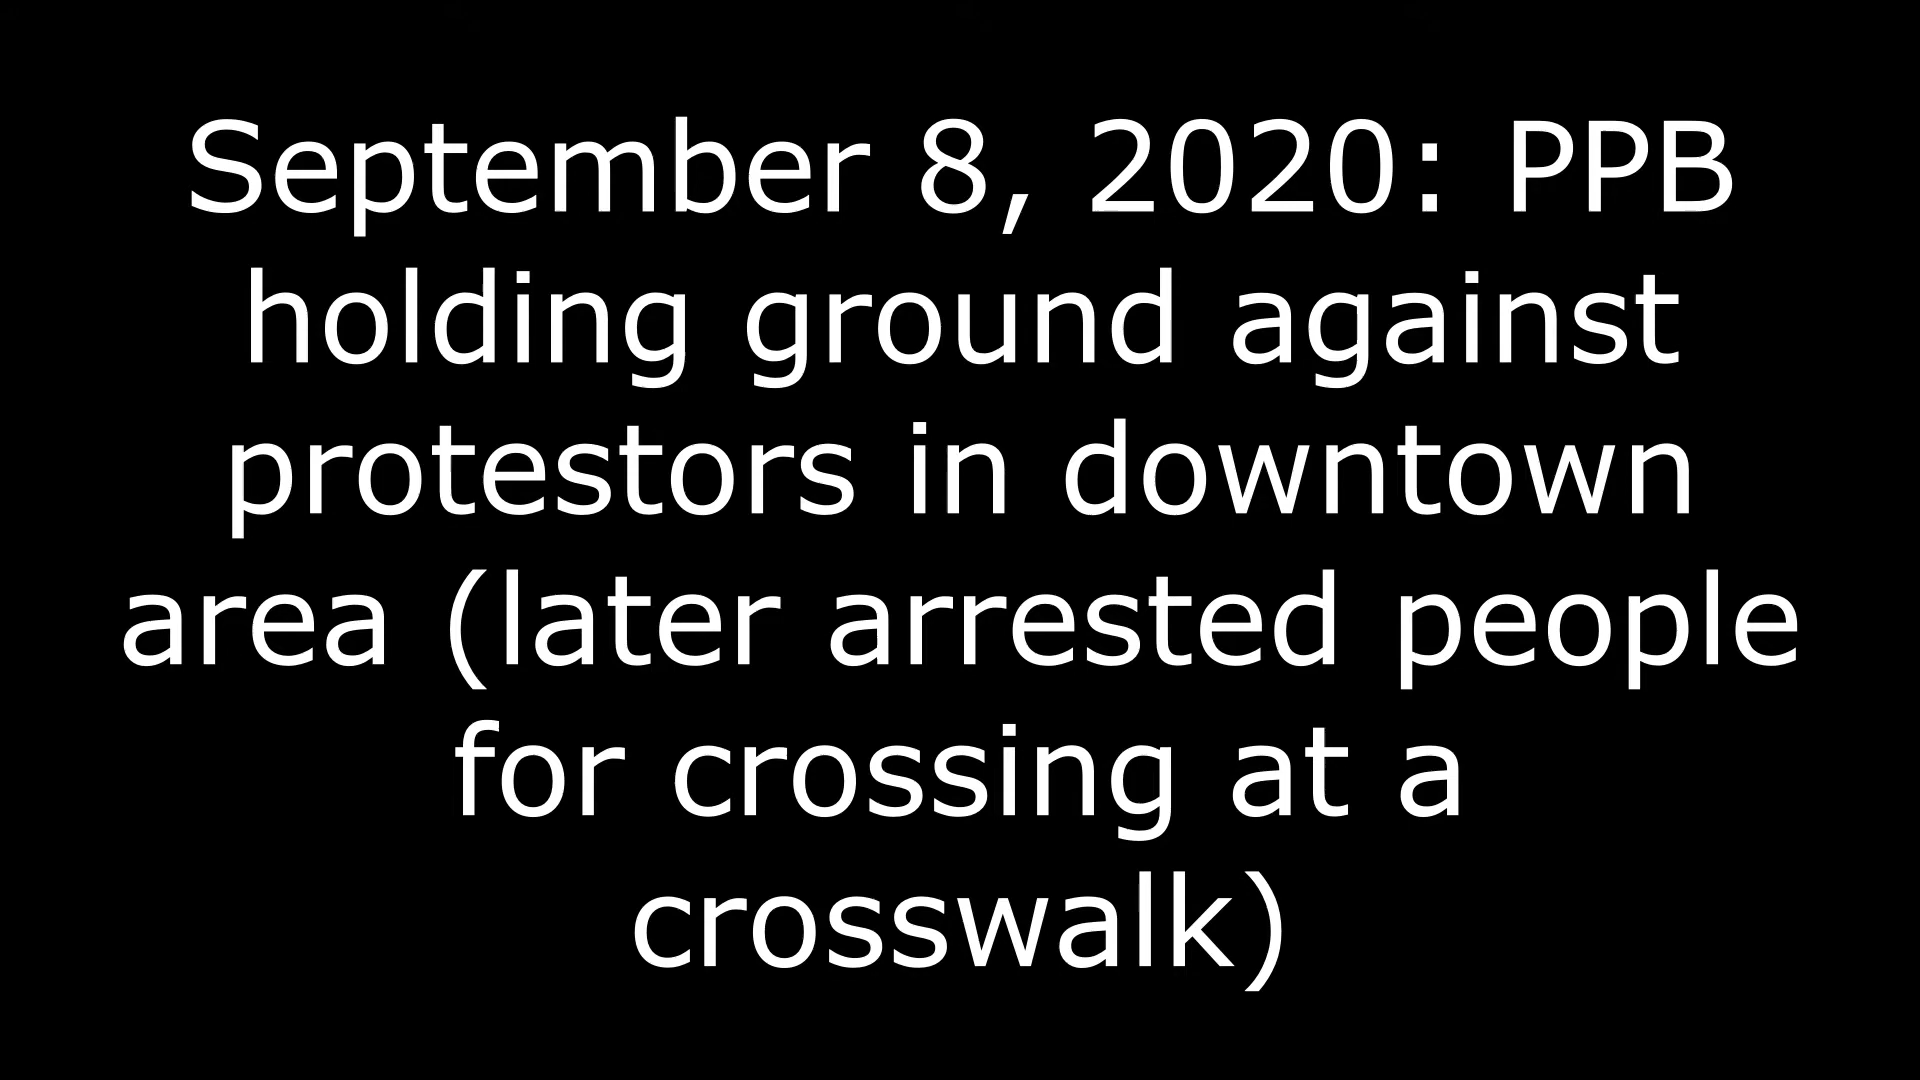 September 8, 2020: PPB
holding ground against
protestors in downtown
area (later arrested people
for crossing at a
crosswalk)